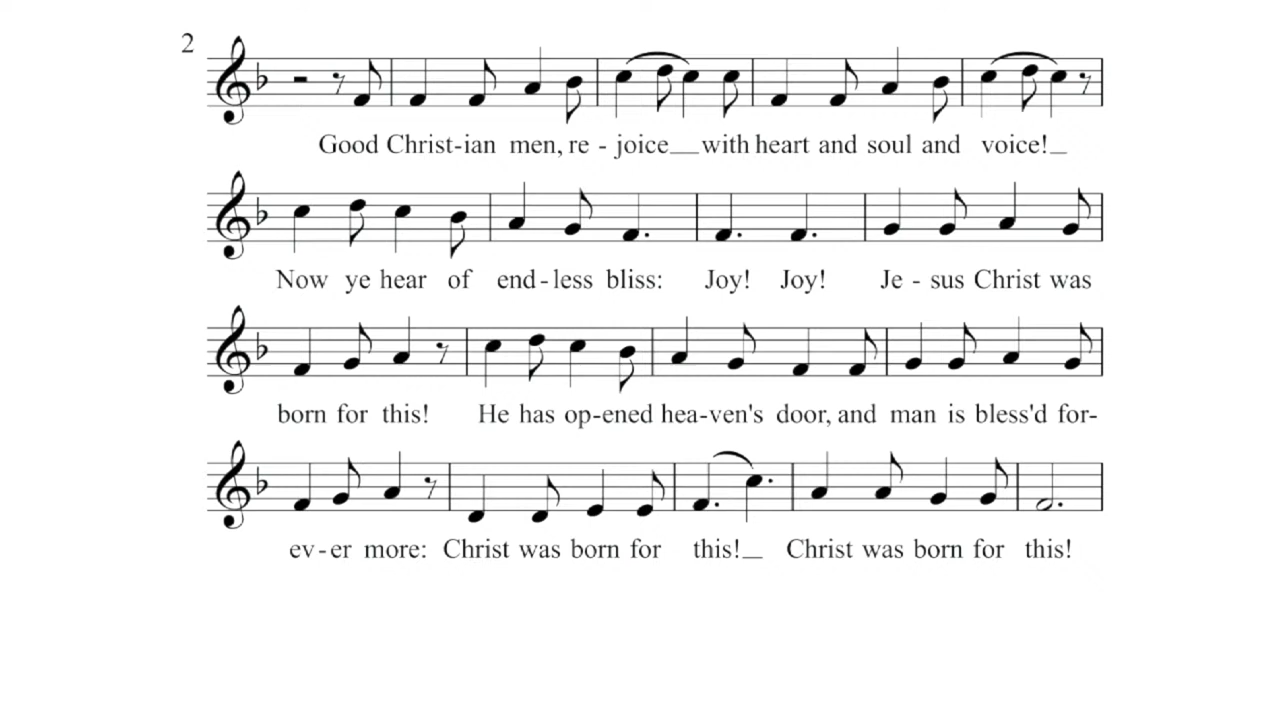 2
Good Christ-ian men, re - joice__ with heart and soul and voice!_
Now ye hear of end-less bliss: Joy! Joy! Je - sus Christ was
born for this! He has op-ened hea-ven's door, and man is bless'd for-
ev-er more: Christ was born for this!_ Christ was born for this!